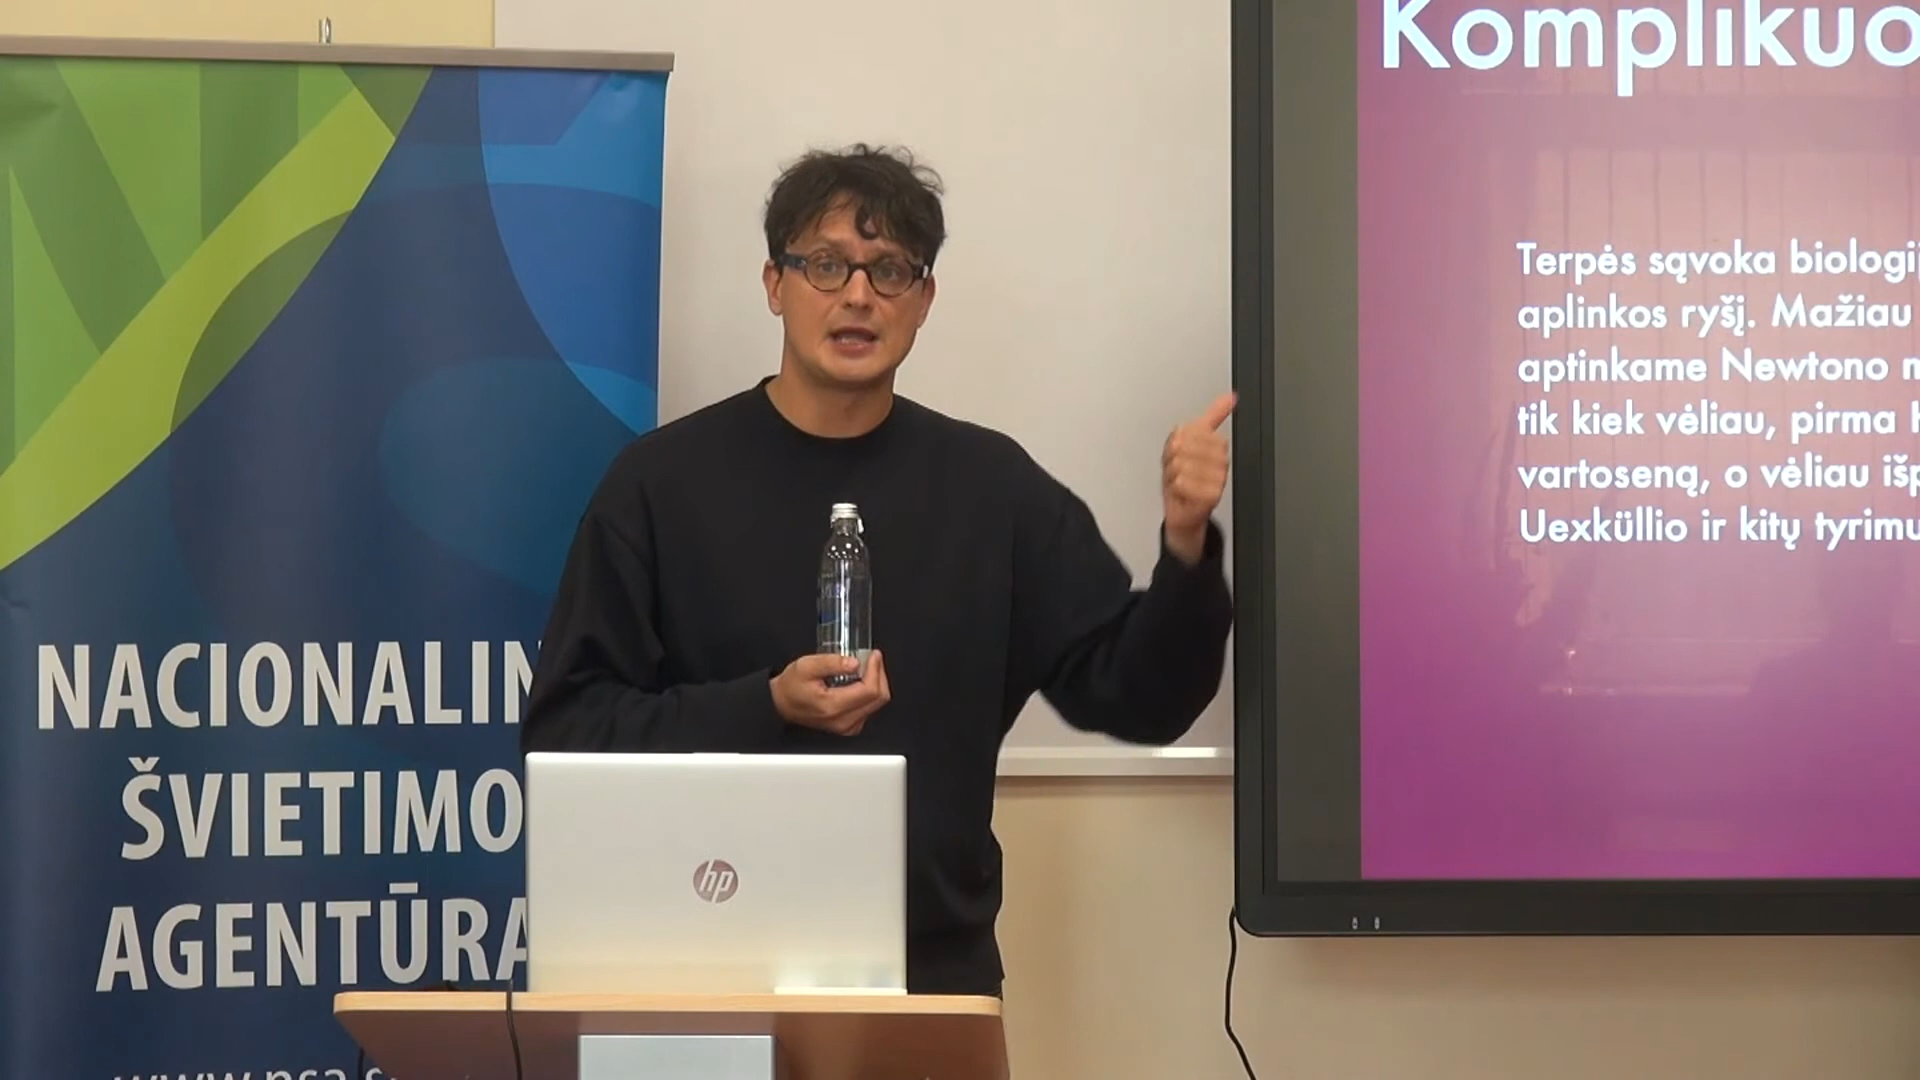 NACIONALIN
ŠVIETIMO
AGENTŪRA
hp
Komplikuo
Terpės sąvoka biologij
aplinkos ryšį. Mažiau
aptinkame Newtono
tik kiek vėliau, pirma
vartoseną, o vėliau išp
Uexküllio ir kitų tyrimu